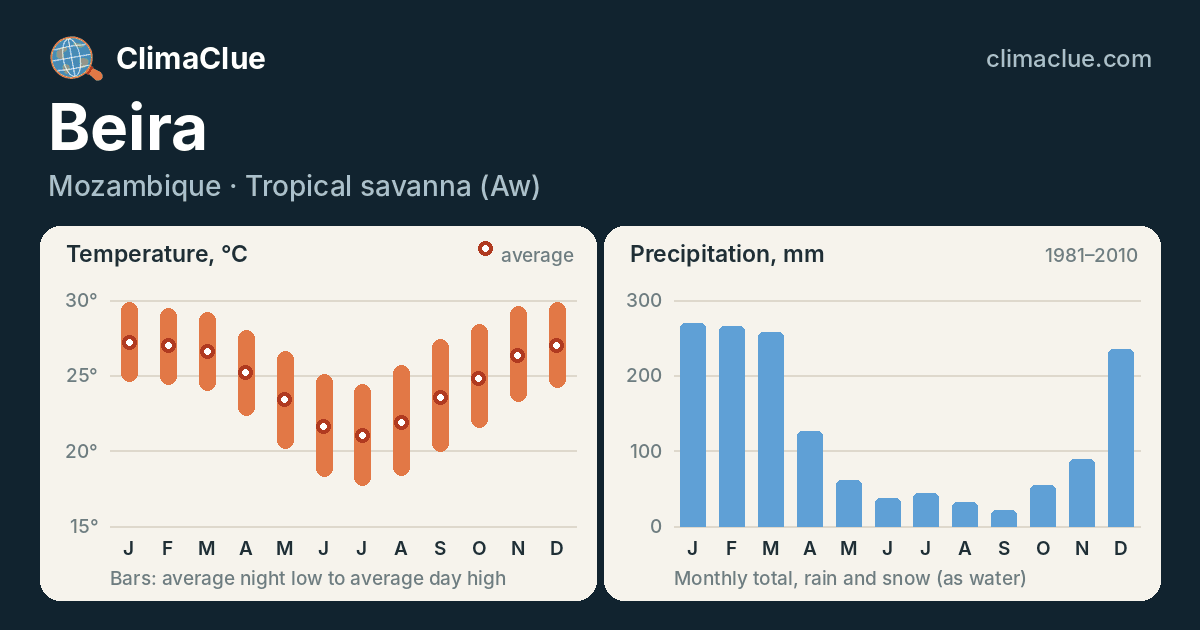 ClimaClue
climaclue.com
Beira
Mozambique · Tropical savanna (Aw)
Temperature, °C
average
30°
25°
20°
15°
J F M A M J J A S O N D
Bars: average night low to average day high
Precipitation, mm
1981–2010
300
200
100
0
J F M A M J J A S O N D
Monthly total, rain and snow (as water)